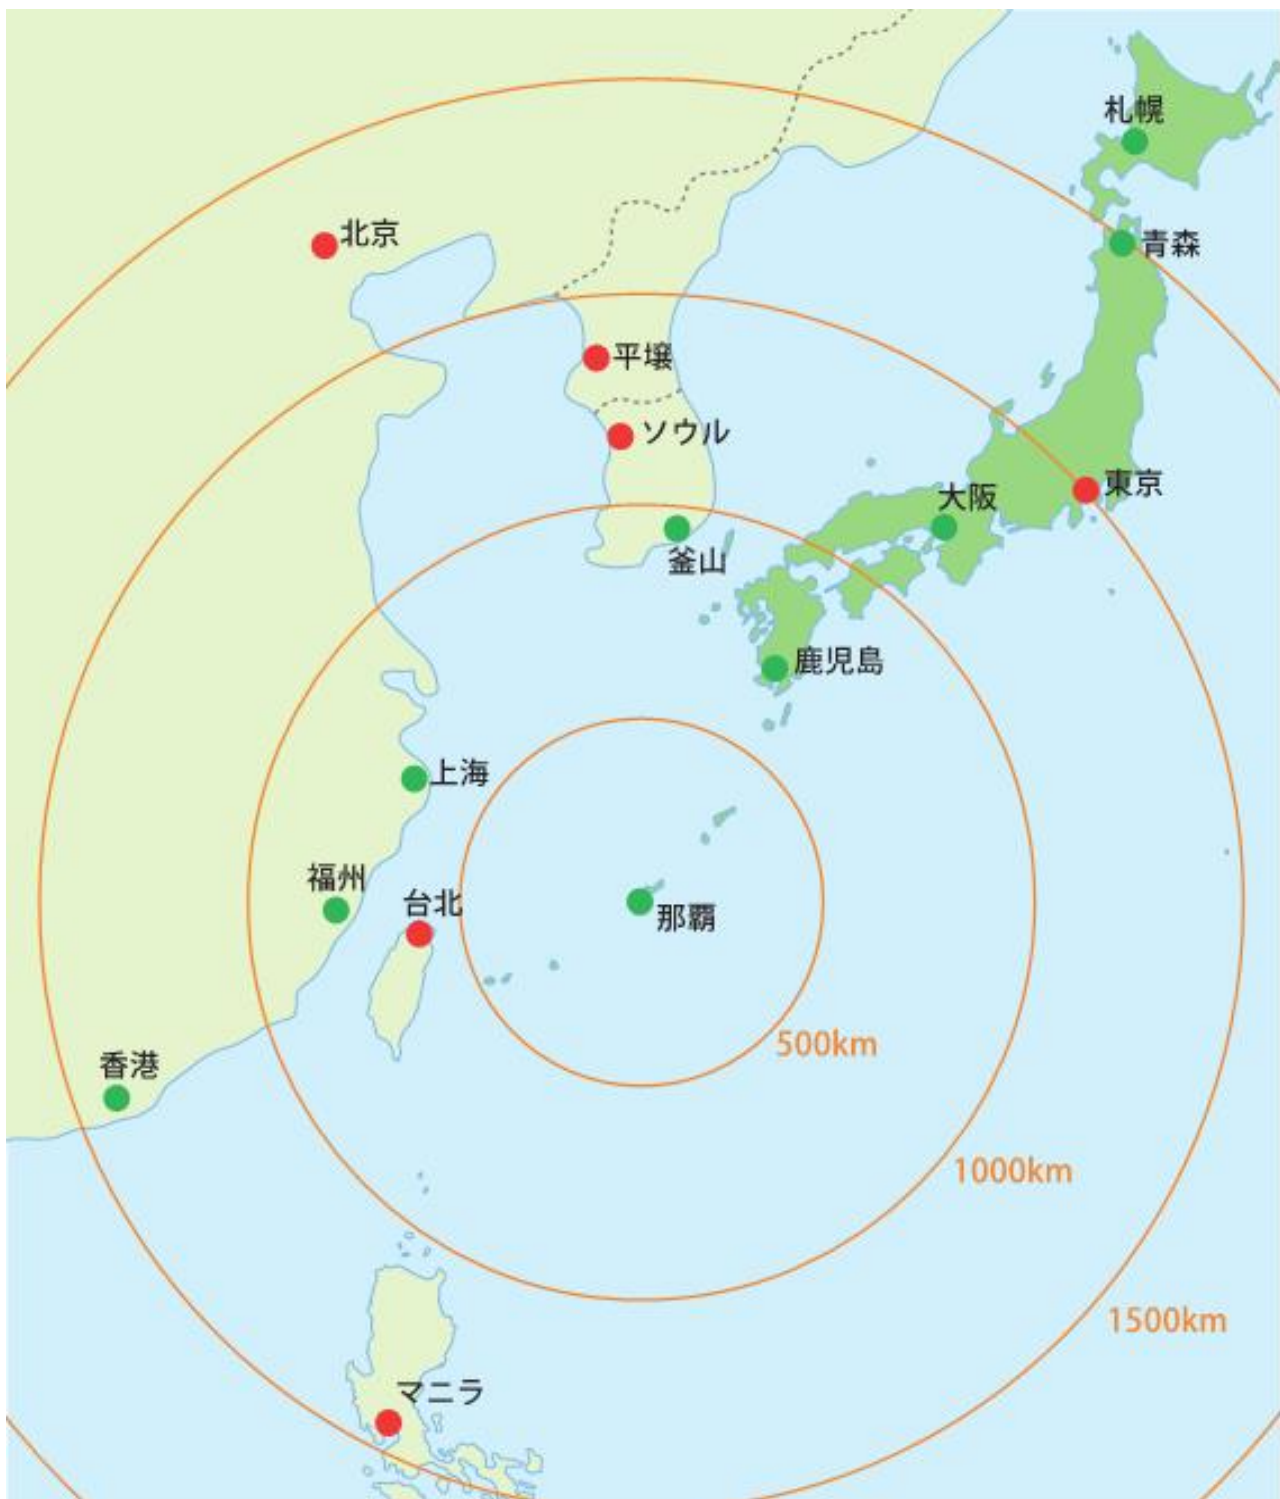 札幌
北京
青森
平壌
ソウル
東京
大阪
釜山
鹿児島
上海
福州
台北
那覇
500km
香港
1000km
1500km
マニラ